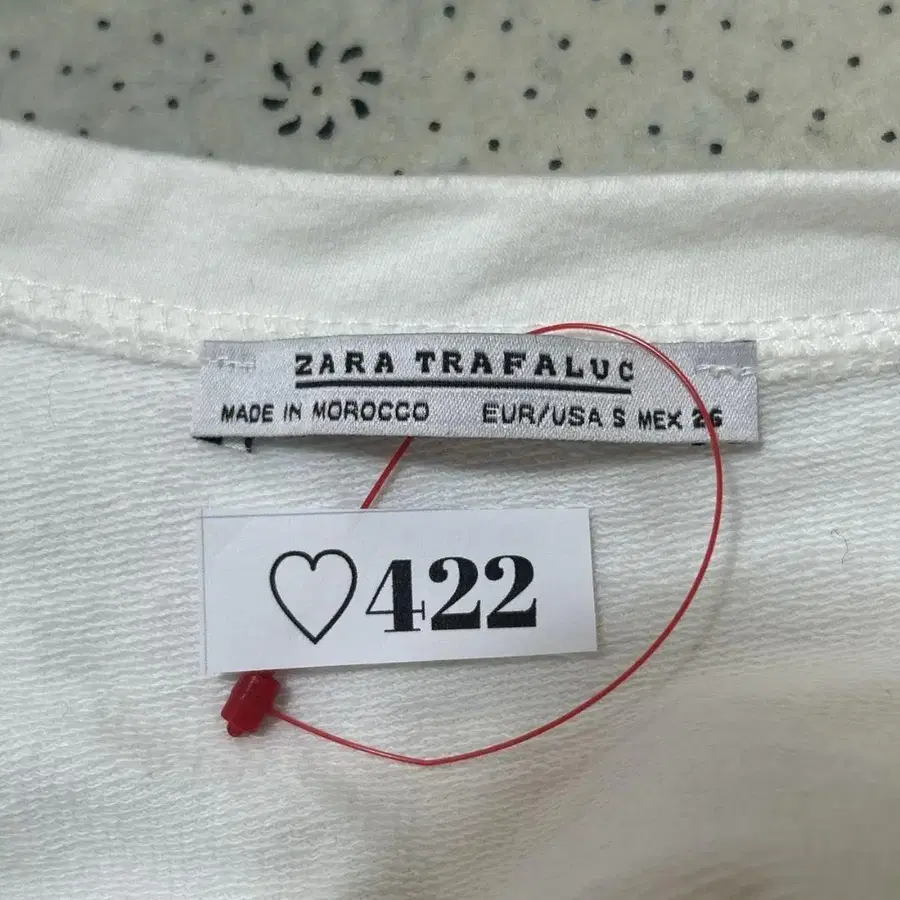 ZARA TRAFALUC
MADE IN MOROCCO EUR/USA S MEX 26
♡422